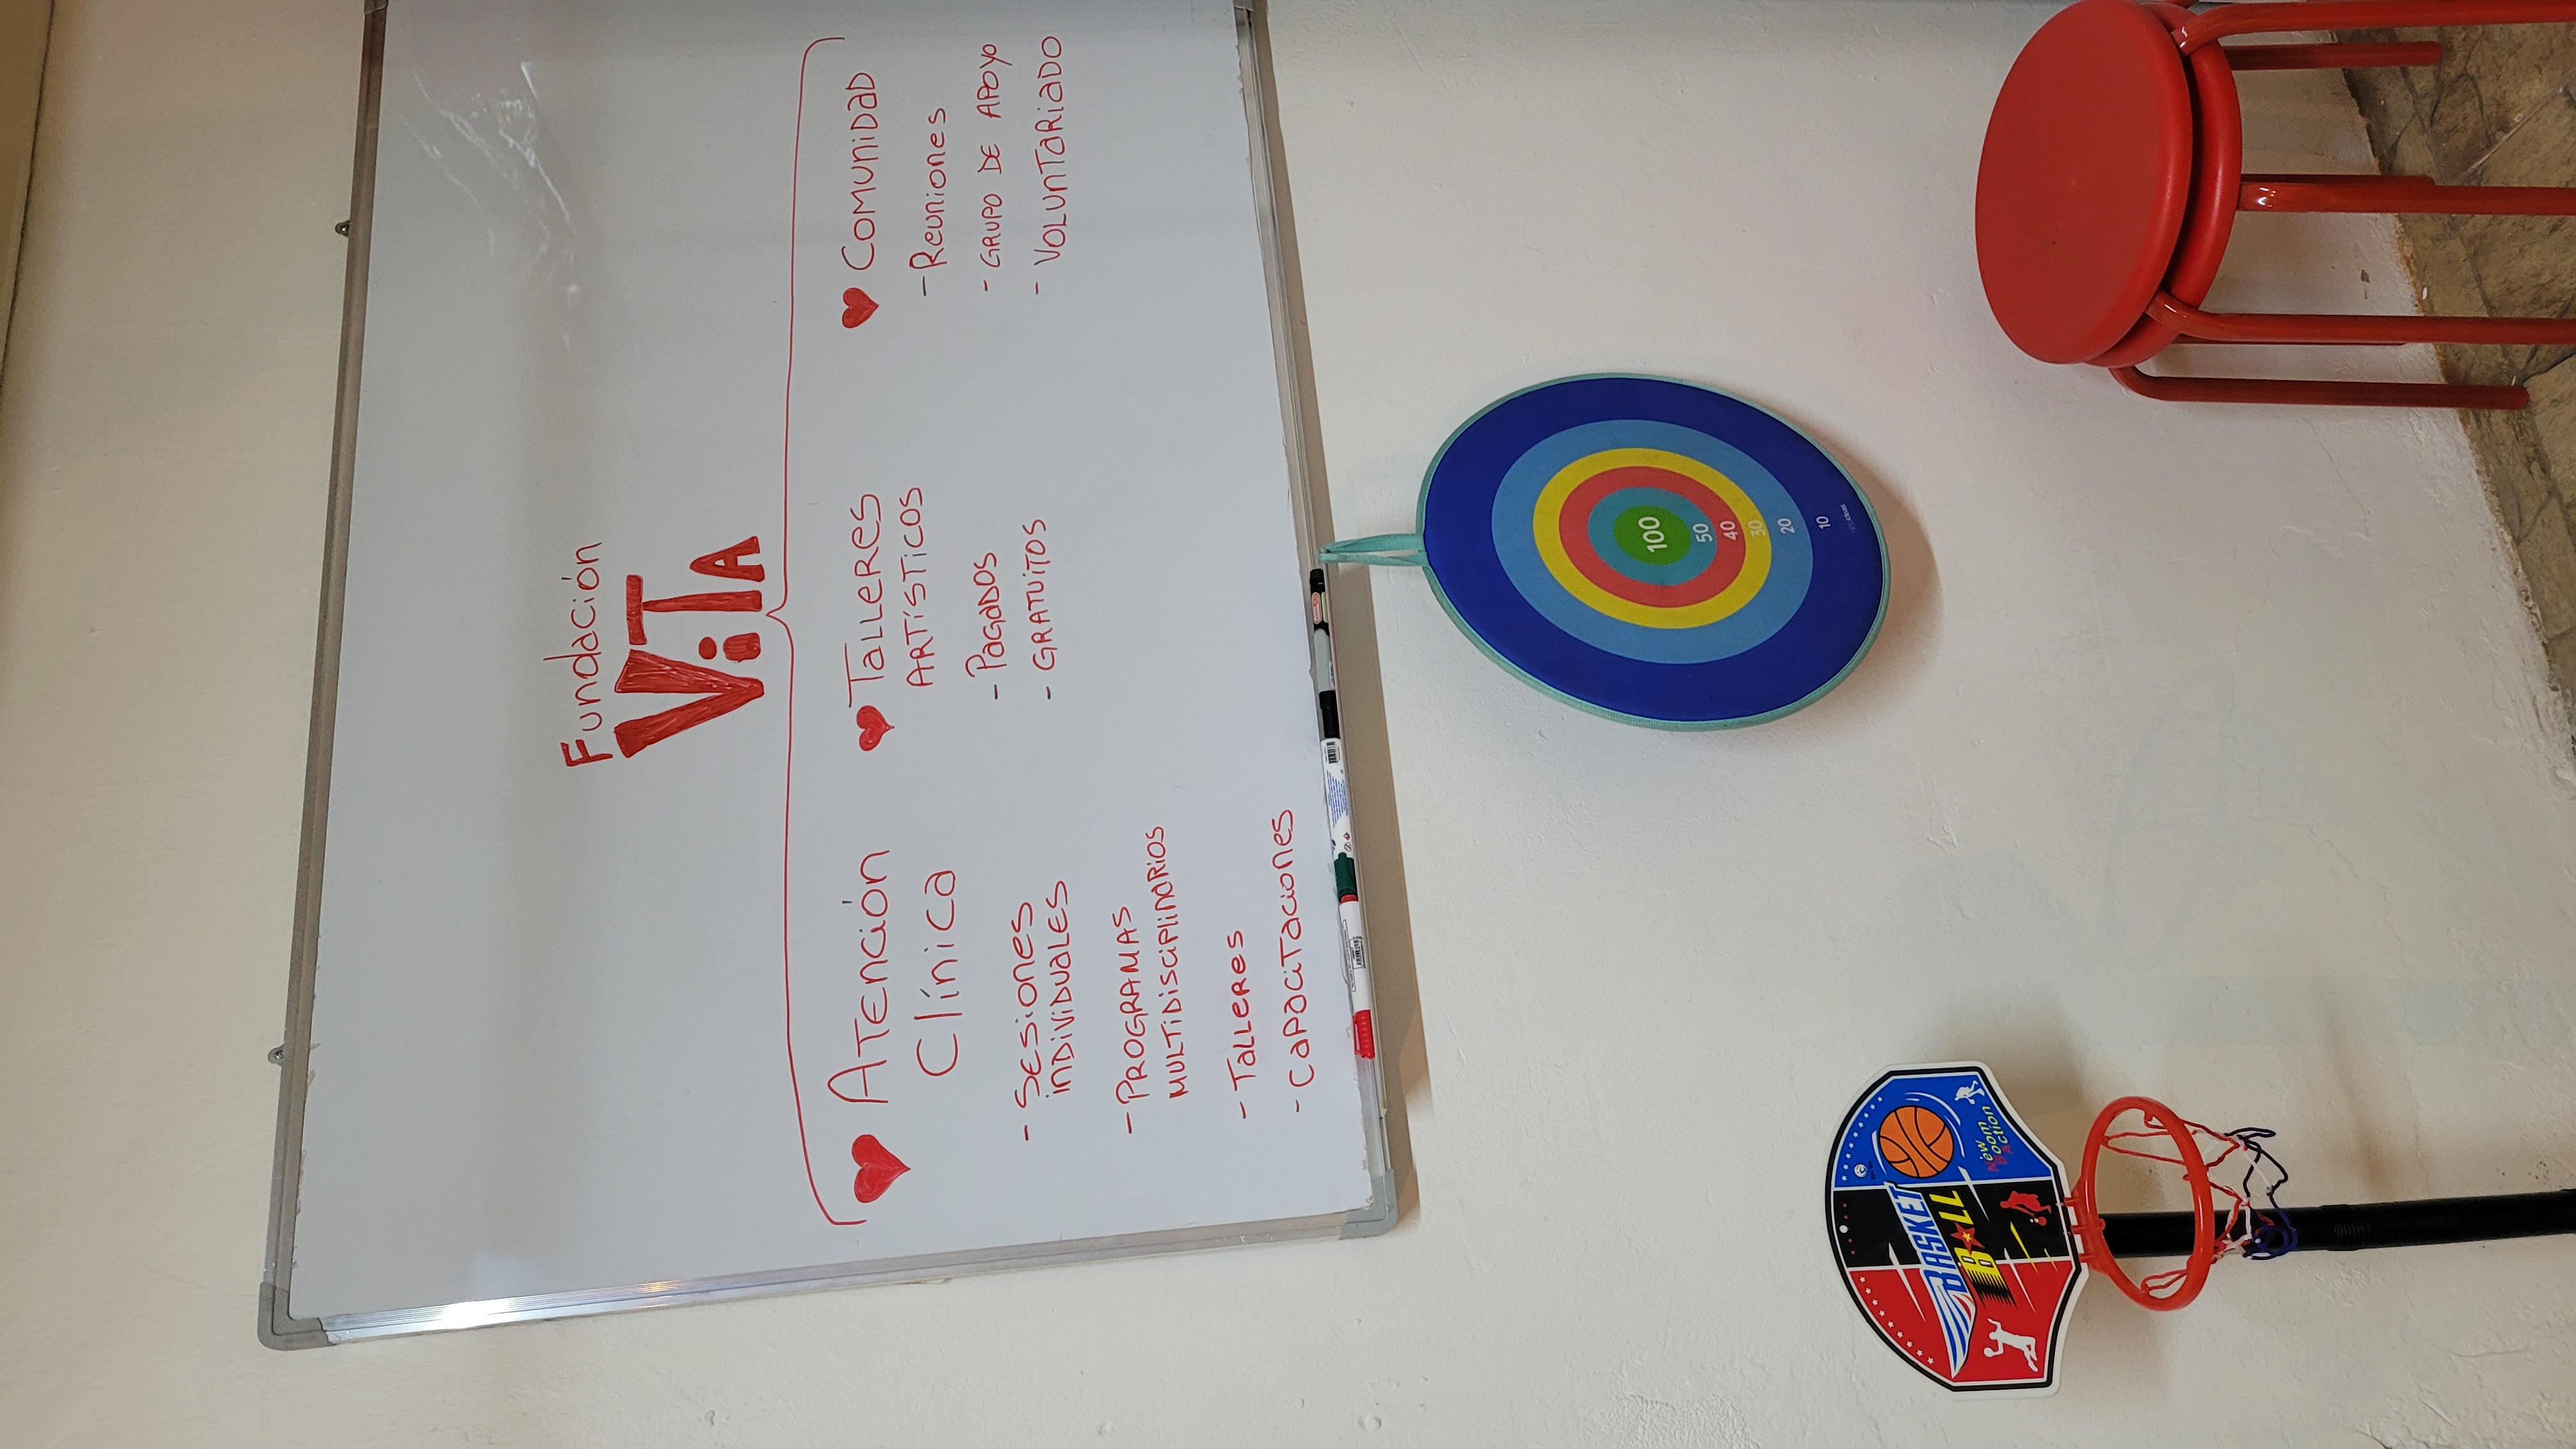 Fundación
ViTA
Atención
Clínica
- Sesiones
individuales
- Programas
multidisciplinarios
- Talleres
- Capacitaciones
Talleres
Artísticos
- Pagados
- Gratuitos
Comunidad
- Reuniones
- Grupo de apoyo
- Voluntariado
100
50
40
30
20
10
BASKET
BALL
New
Boom
Action